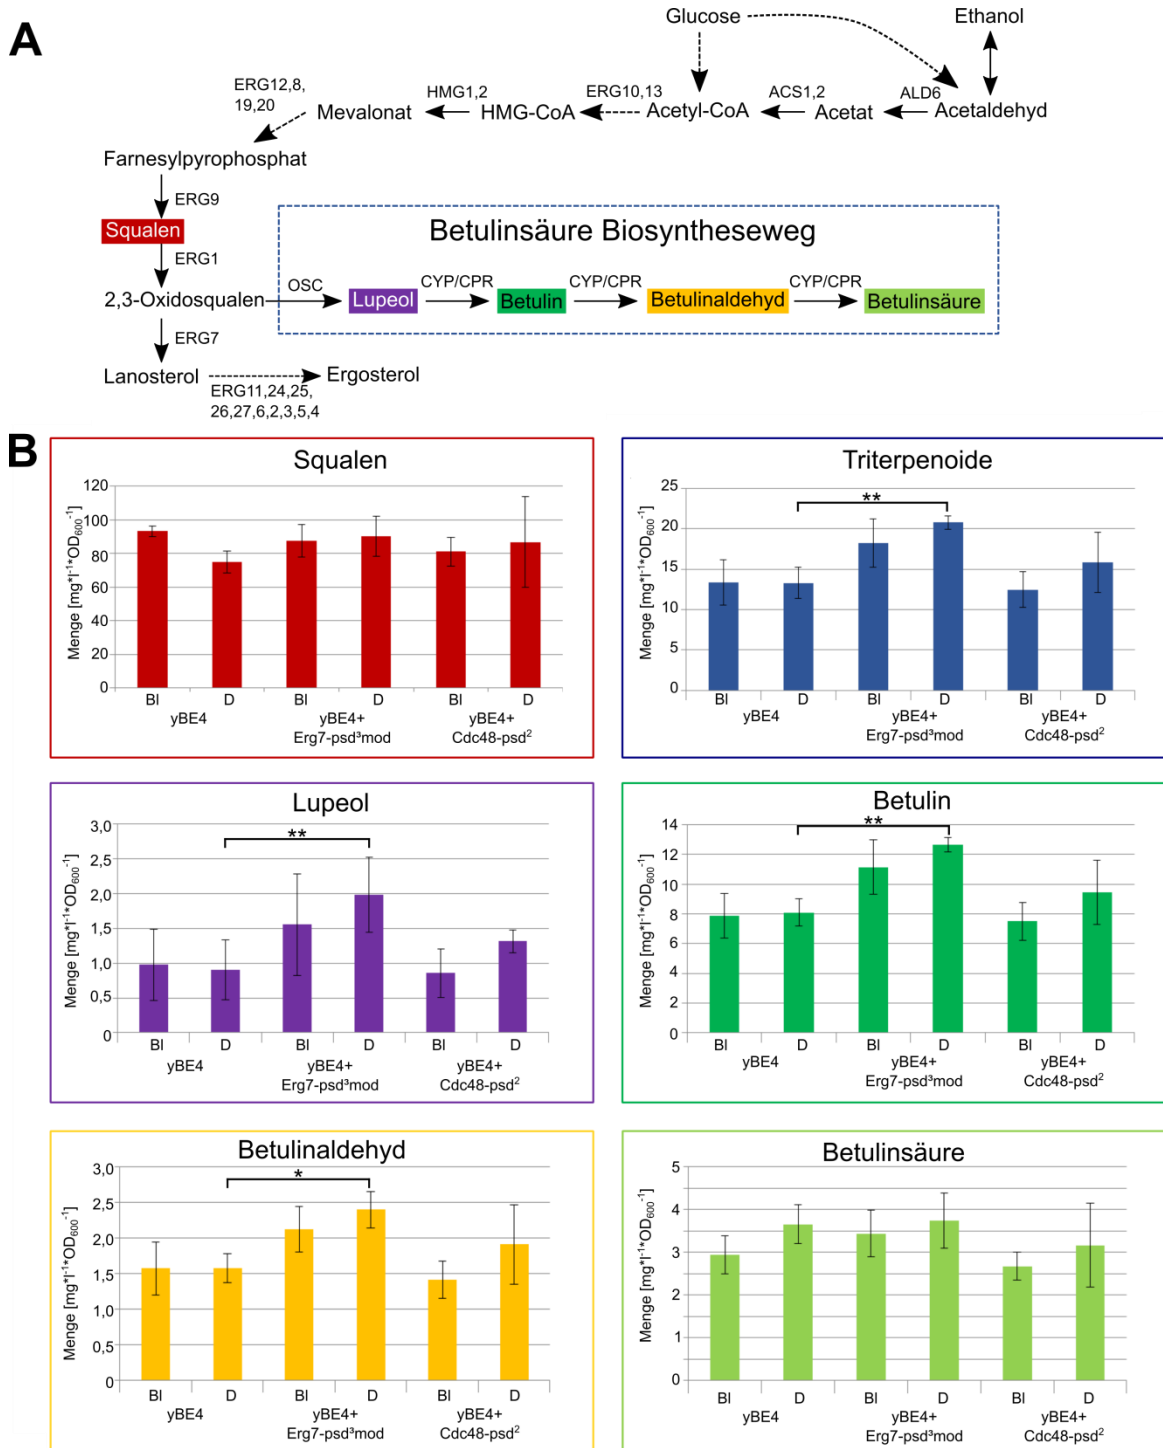 A
Glucose
Ethanol
ERG12,8,
19,20
Mevalonat
HMG1,2
HMG-CoA
ERG10,13
Acetyl-CoA
ACS1,2
Acetat
ALD6
Acetaldehyd
Farnesylpyrophosphat
ERG9
Squalen
ERG1
Betulinsäure Biosyntheseweg
2,3-Oxidosqualen
OSC
Lupeol
CYP/CPR
Betulin
CYP/CPR
Betulinaldehyd
CYP/CPR
Betulinsäure
ERG7
Lanosterol
Ergosterol
ERG11,24,25,
26,27,6,2,3,5,4
B
Squalen
Menge [mg*l⁻¹*OD₆₀₀⁻¹]
120
100
80
60
40
20
0
Bl D Bl D Bl D
yBE4 yBE4+ yBE4+
Erg7-psd³mod Cdc48-psd²
Triterpenoide
Menge [mg*l⁻¹*OD₆₀₀⁻¹]
25
20
15
10
5
0
**
Bl D Bl D Bl D
yBE4 yBE4+ yBE4+
Erg7-psd³mod Cdc48-psd²
Lupeol
Menge [mg*l⁻¹*OD₆₀₀⁻¹]
3,0
2,5
2,0
1,5
1,0
0,5
0
**
Bl D Bl D Bl D
yBE4 yBE4+ yBE4+
Erg7-psd³mod Cdc48-psd²
Betulin
Menge [mg*l⁻¹*OD₆₀₀⁻¹]
14
12
10
8
6
4
2
0
**
Bl D Bl D Bl D
yBE4 yBE4+ yBE4+
Erg7-psd³mod Cdc48-psd²
Betulinaldehyd
Menge [mg*l⁻¹*OD₆₀₀⁻¹]
3,0
2,5
2,0
1,5
1,0
0,5
0
*
Bl D Bl D Bl D
yBE4 yBE4+ yBE4+
Erg7-psd³mod Cdc48-psd²
Betulinsäure
Menge [mg*l⁻¹*OD₆₀₀⁻¹]
5
4
3
2
1
0
Bl D Bl D Bl D
yBE4 yBE4+ yBE4+
Erg7-psd³mod Cdc48-psd²